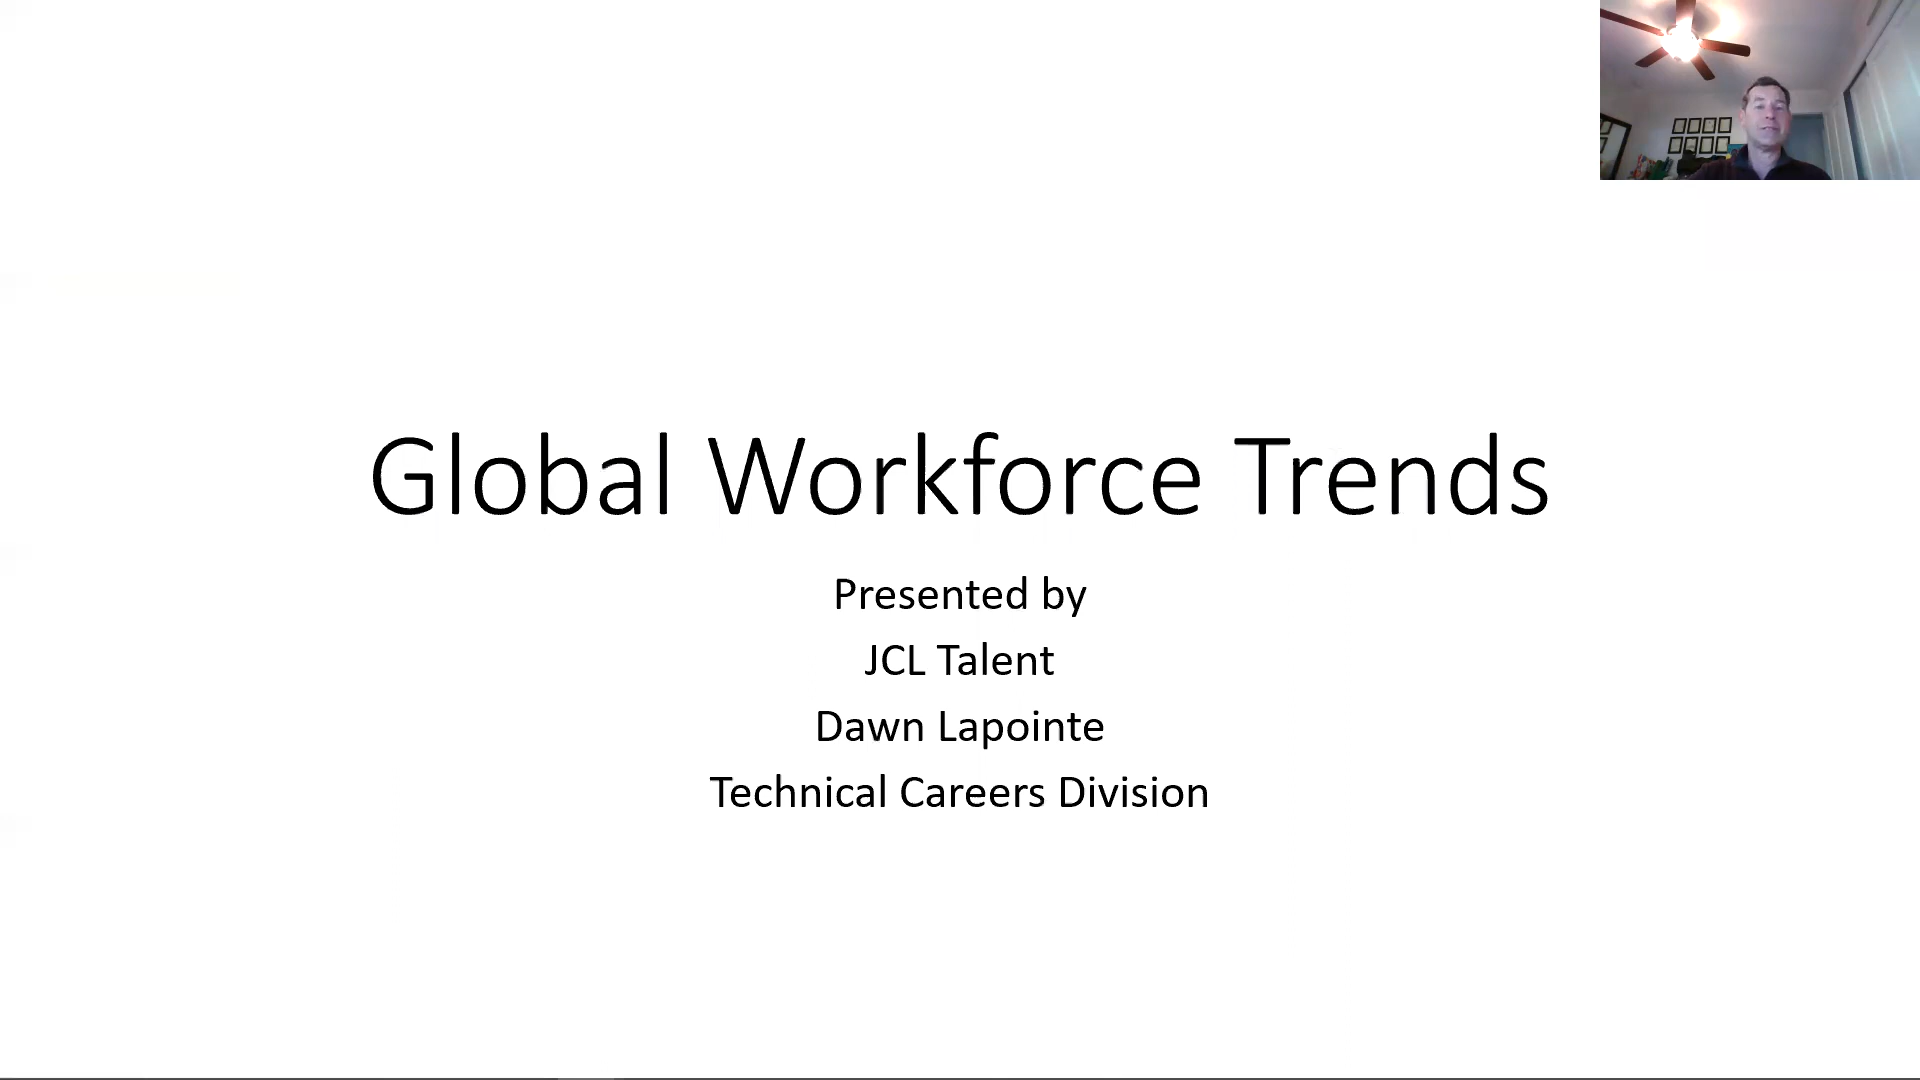 Global Workforce Trends
Presented by
JCL Talent
Dawn Lapointe
Technical Careers Division